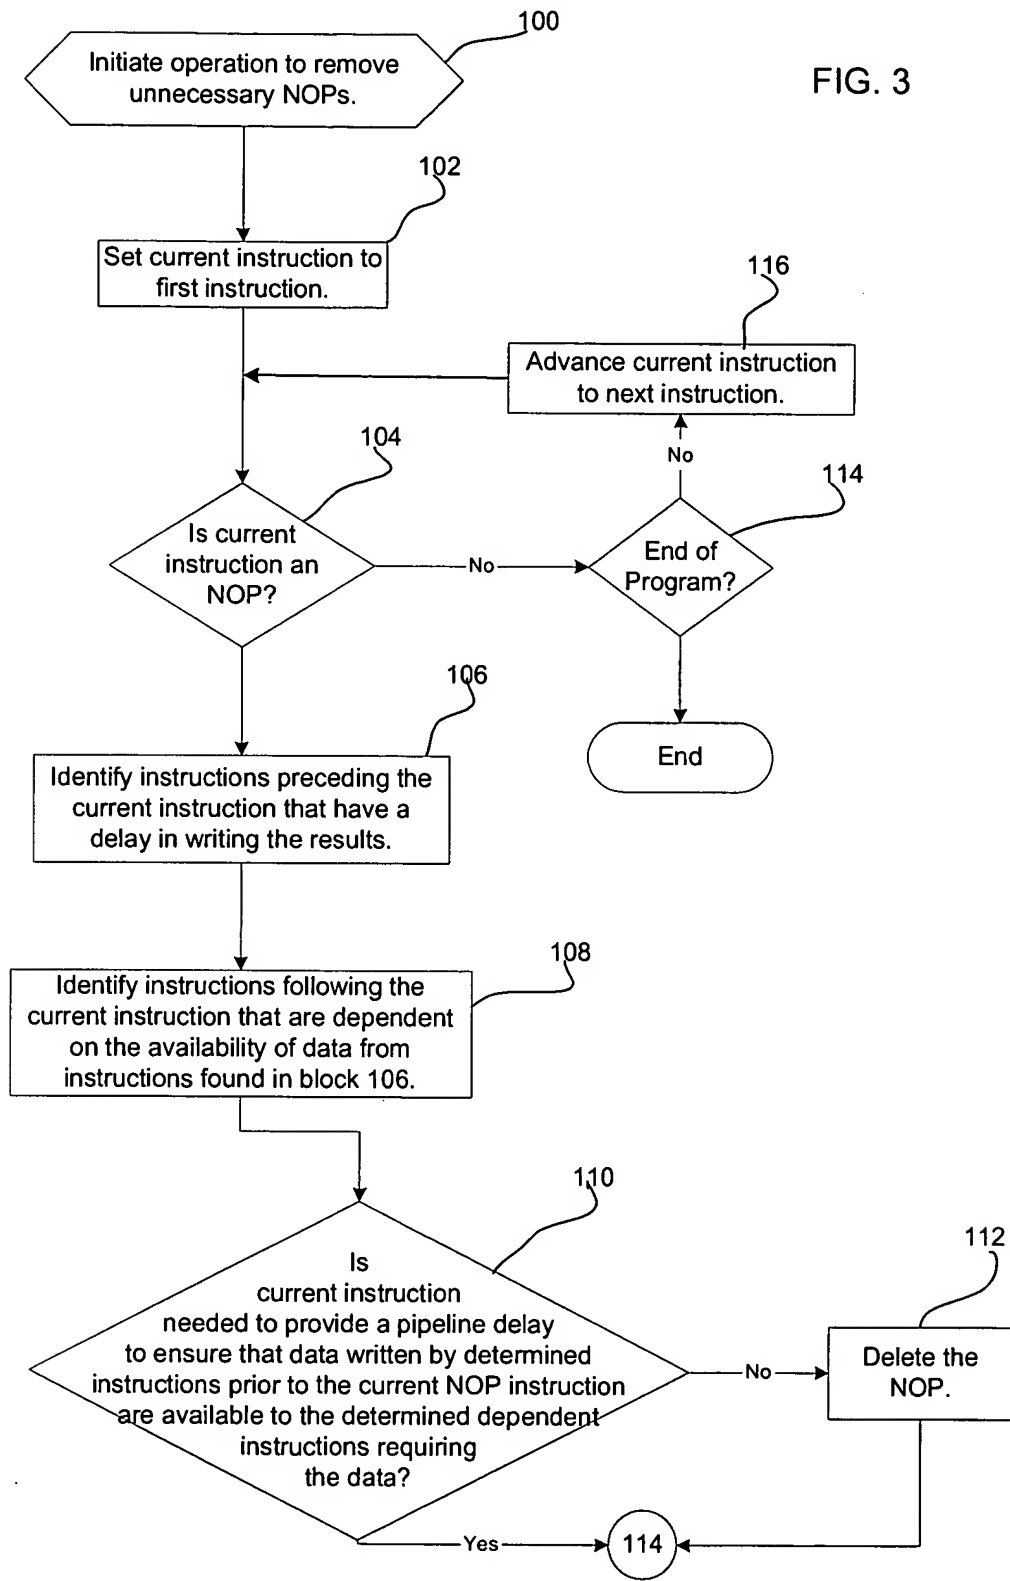 100
Initiate operation to remove
unnecessary NOPs.
FIG. 3
102
Set current instruction to
first instruction.
116
Advance current instruction
to next instruction.
No
104
114
Is current
instruction an
NOP?
No
End of
Program?
106
End
Identify instructions preceding the
current instruction that have a
delay in writing the results.
108
Identify instructions following the
current instruction that are dependent
on the availability of data from
instructions found in block 106.
110
Is
current instruction
needed to provide a pipeline delay
to ensure that data written by determined
instructions prior to the current NOP instruction
are available to the determined dependent
instructions requiring
the data?
No
112
Delete the
NOP.
Yes
114